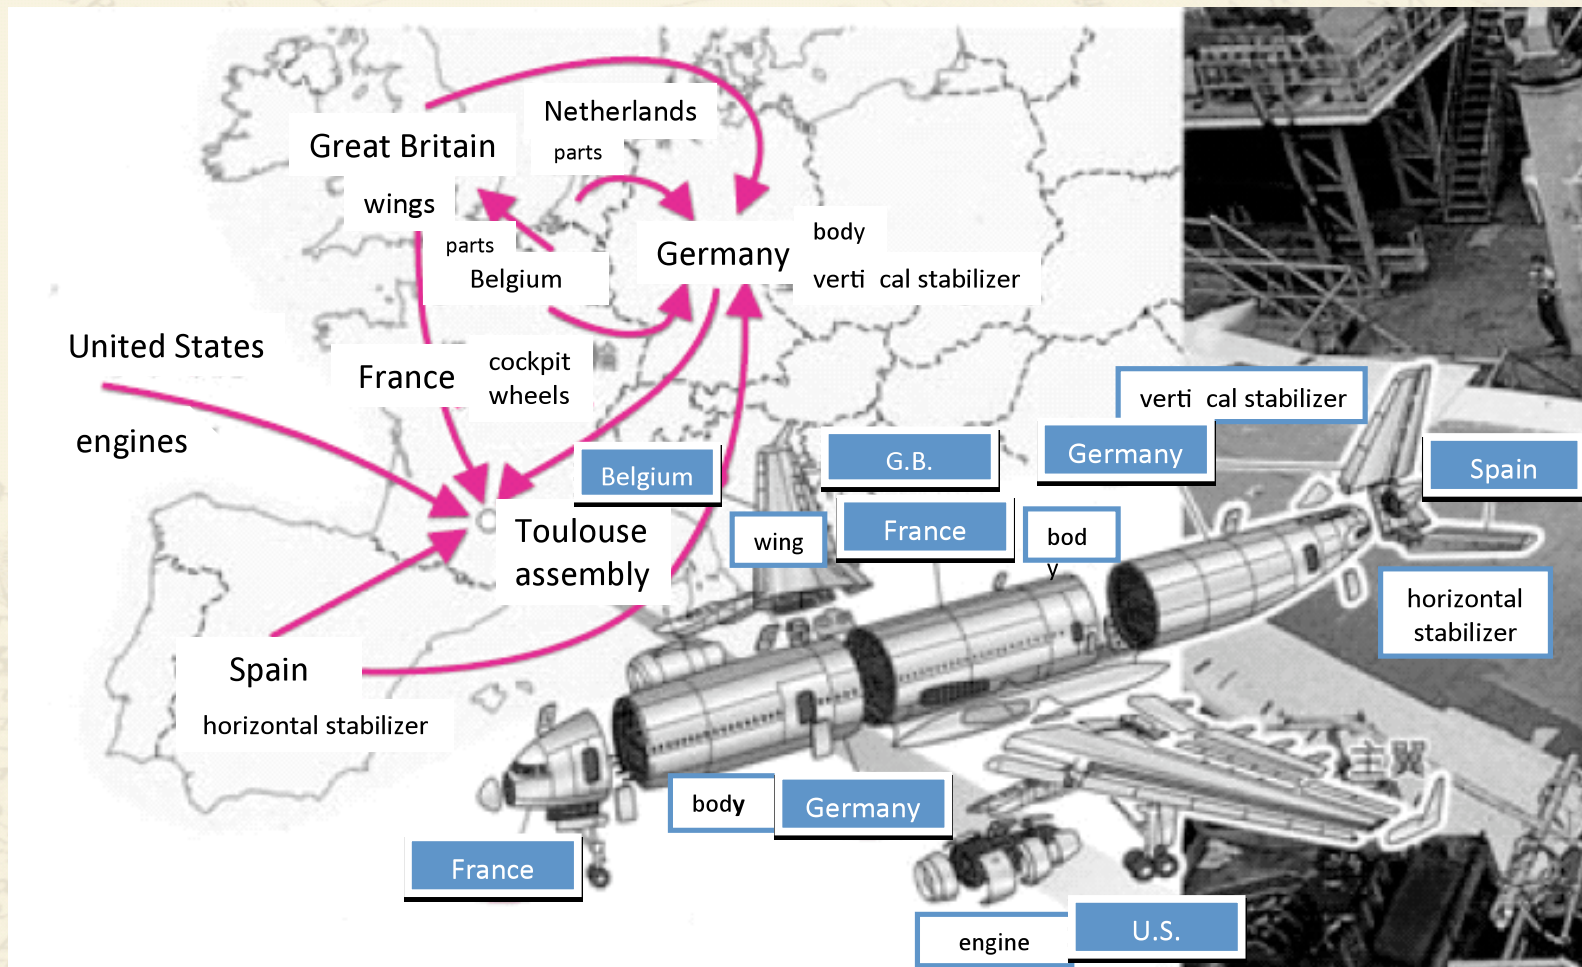 Netherlands
parts
Great Britain
wings
parts
Belgium
Germany
body
verti cal stabilizer
United States
engines
France
cockpit
wheels
Toulouse
assembly
Spain
horizontal stabilizer
verti cal stabilizer
Germany
Spain
G.B.
Belgium
France
wing
bod
y
horizontal
stabilizer
主翼
body
Germany
France
engine
U.S.